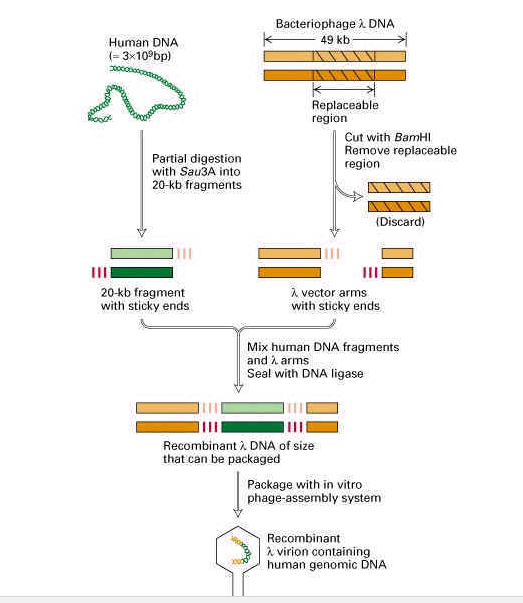 Bacteriophage λ DNA
49 kb
Human DNA
(= 3×10⁹bp)
Replaceable
region
Cut with BamHI
Remove replaceable
region
Partial digestion
with Sau3A into
20-kb fragments
(Discard)
20-kb fragment
with sticky ends
λ vector arms
with sticky ends
Mix human DNA fragments
and λ arms
Seal with DNA ligase
Recombinant λ DNA of size
that can be packaged
Package with in vitro
phage-assembly system
Recombinant
λ virion containing
human genomic DNA